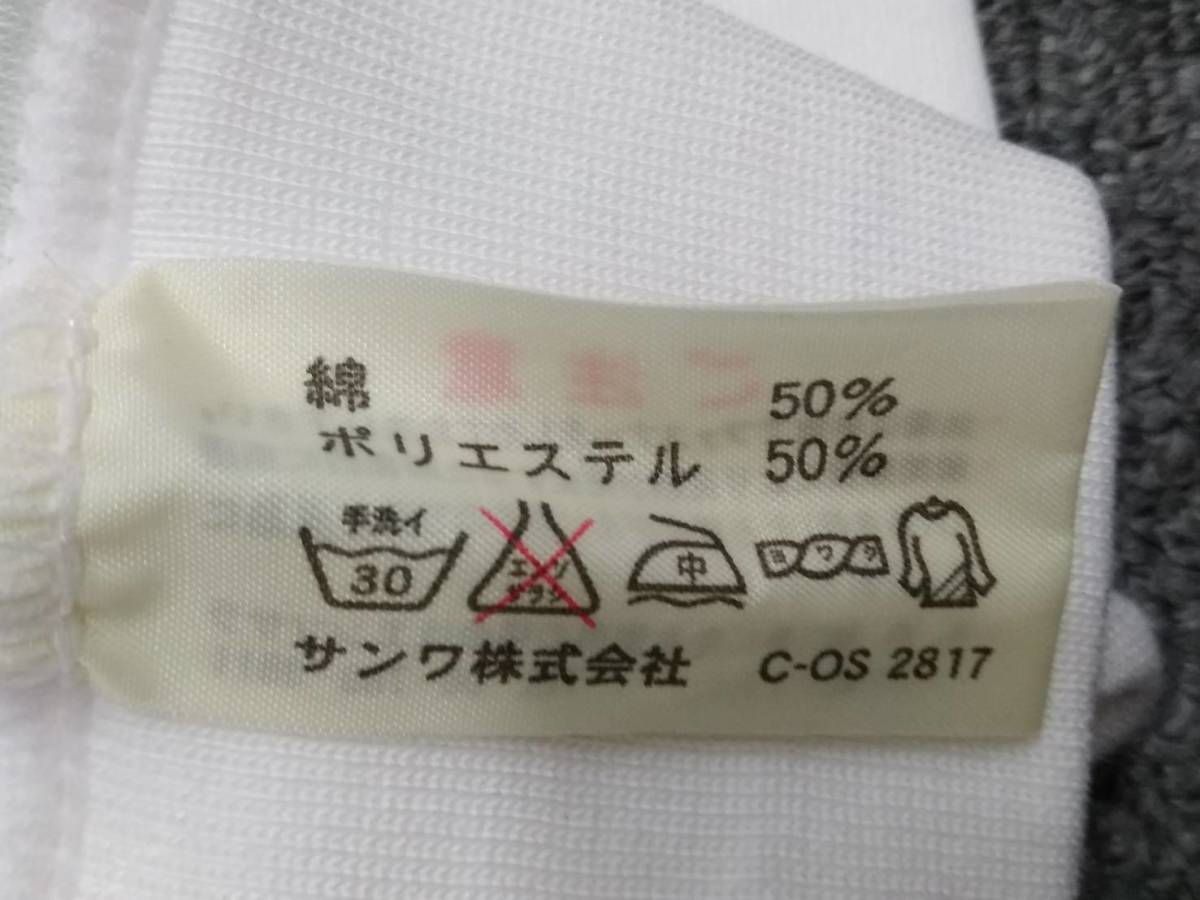 綿 50%
ポリエステル 50%
手洗イ
30
エンソ
サラシ
中
ヨワク
サンワ株式会社 C-OS 2817